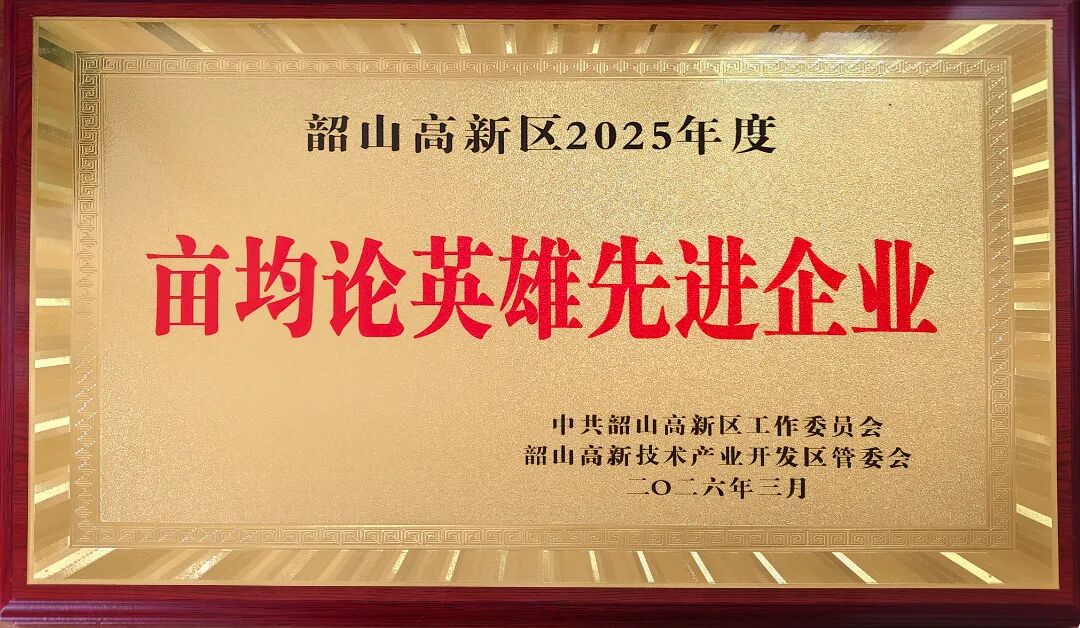 韶山高新区2025年度
亩均论英雄先进企业
中共韶山高新区工作委员会
韶山高新技术产业开发区管委会
二〇二六年三月